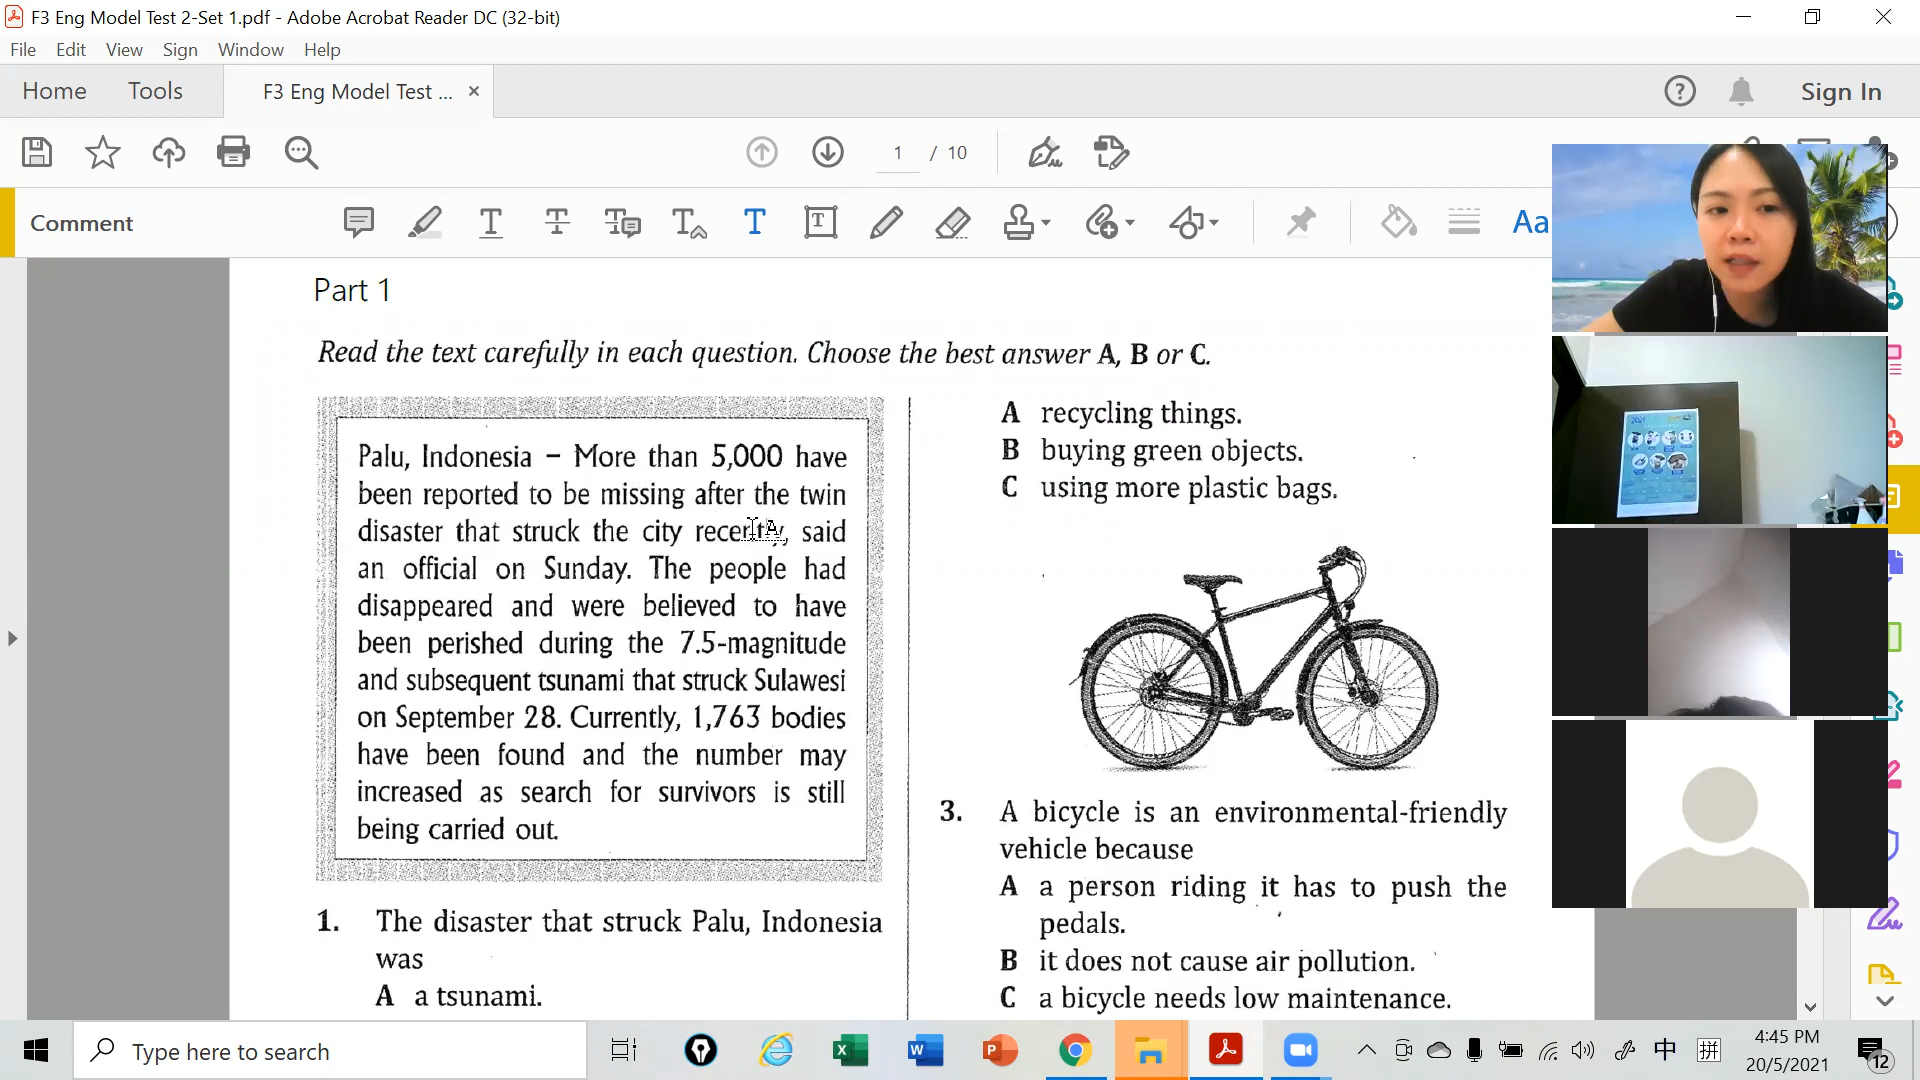 F3 Eng Model Test 2-Set 1.pdf - Adobe Acrobat Reader DC (32-bit)
File Edit View Sign Window Help
Home Tools F3 Eng Model Test ... × Sign In
1 / 10
Comment
Aa
Part 1
Read the text carefully in each question. Choose the best answer A, B or C.
Palu, Indonesia – More than 5,000 have
been reported to be missing after the twin
disaster that struck the city recently, said
an official on Sunday. The people had
disappeared and were believed to have
been perished during the 7.5-magnitude
and subsequent tsunami that struck Sulawesi
on September 28. Currently, 1,763 bodies
have been found and the number may
increased as search for survivors is still
being carried out.
1. The disaster that struck Palu, Indonesia
was
A a tsunami.
A recycling things.
B buying green objects.
C using more plastic bags.
3. A bicycle is an environmental-friendly
vehicle because
A a person riding it has to push the
pedals.
B it does not cause air pollution.
C a bicycle needs low maintenance.
2021
Type here to search
中 拼
4:45 PM
20/5/2021
12